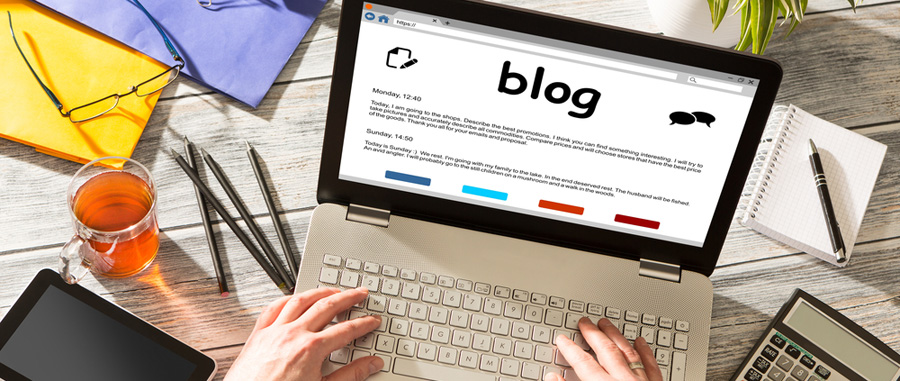 https://
blog
Monday, 12:40
Today, I am going to the shops. Describe the best promotions. I think you can find something interesting. I will try to
take pictures and accurately describe all commodities. Compare prices and will choose stores that have the best price
of the goods. Thank you all for your emails and proposal.
Sunday, 14:50
Today is Sunday :). We rest. I'm going with my family to the lake. In the end deserved rest. The husband will be fished.
An avid angler. I will probably go to the still children on a mushroom and a walk in the woods.